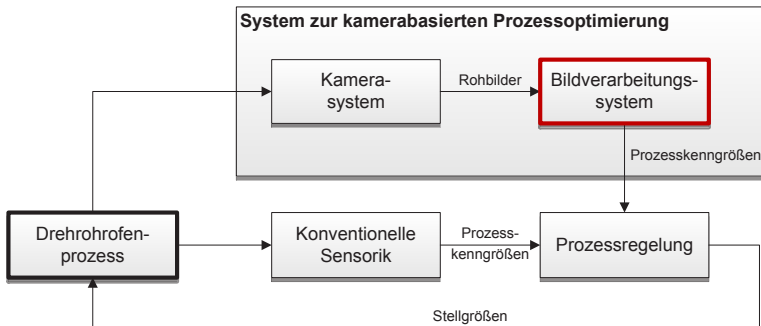 System zur kamerabasierten Prozessoptimierung
Kamera-
system
Rohbilder
Bildverarbeitungs-
system
Prozesskenngrößen
Drehrohrofen-
prozess
Konventionelle
Sensorik
Prozess-
kenngrößen
Prozessregelung
Stellgrößen